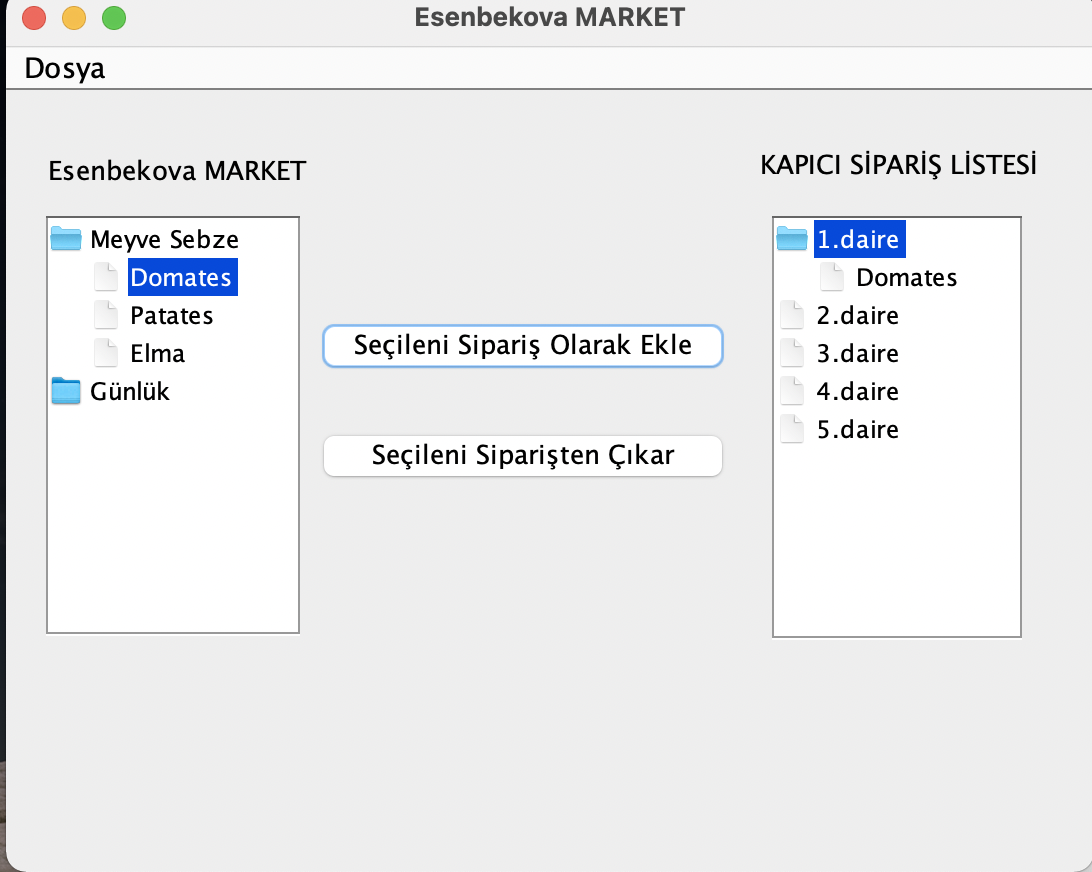 Esenbekova MARKET
Dosya
Esenbekova MARKET
Meyve Sebze
Domates
Patates
Elma
Günlük
Seçileni Sipariş Olarak Ekle
Seçileni Siparişten Çıkar
KAPICI SİPARİŞ LİSTESİ
1.daire
Domates
2.daire
3.daire
4.daire
5.daire